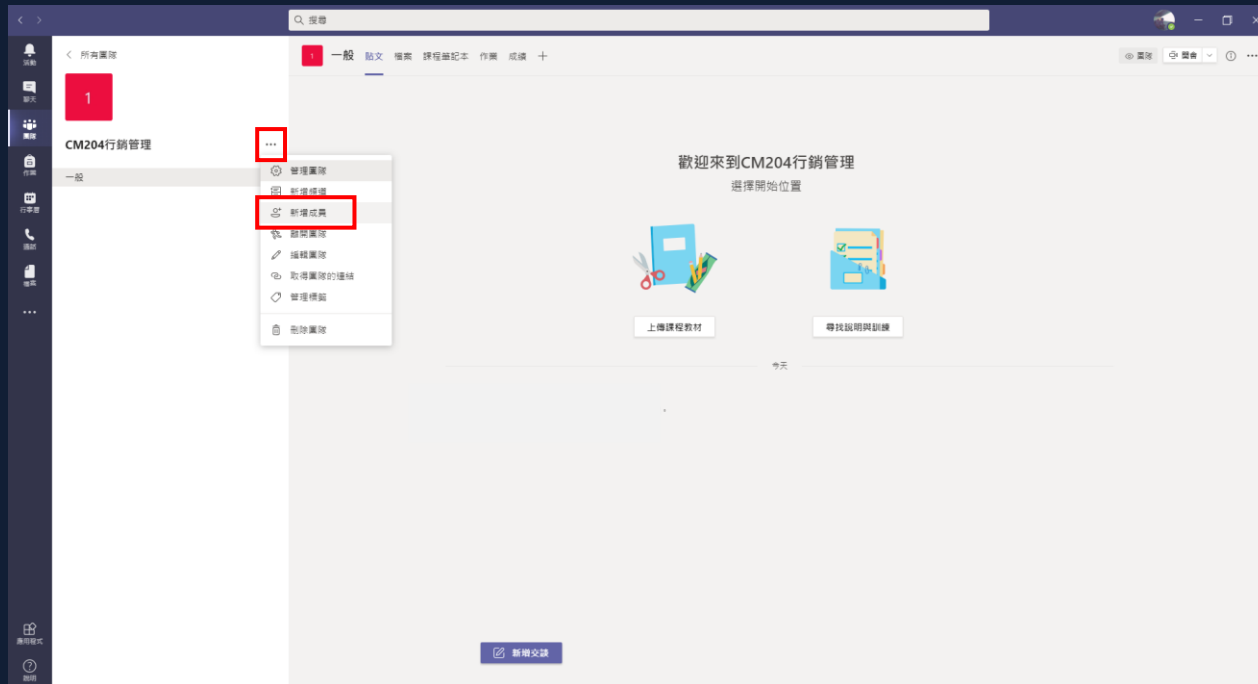 搜尋
活動
聊天
團隊
作業
行事曆
通話
檔案
應用程式
說明
所有團隊
1
CM204行銷管理
一般
管理團隊
新增頻道
新增成員
離開團隊
編輯團隊
取得團隊的連結
管理標籤
刪除團隊
1 一般 貼文 檔案 課程筆記本 作業 成績
團隊 開會
歡迎來到CM204行銷管理
選擇開始位置
上傳課程教材 尋找說明與訓練
今天
新增交談